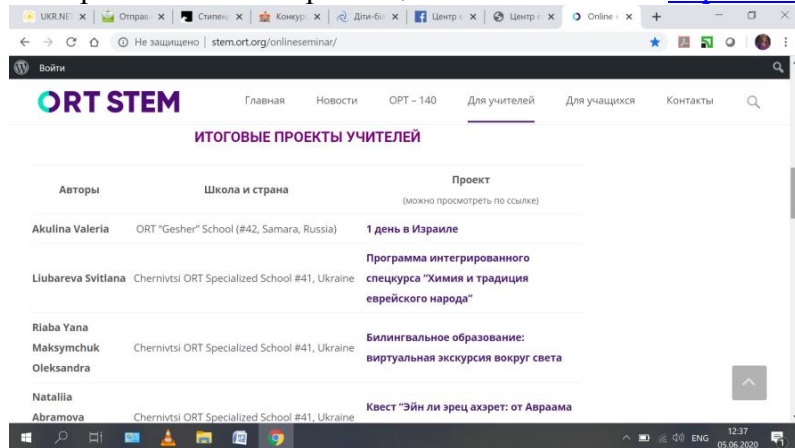 UKR.NE
Отправ
Стипен
Конкур
Діти-біл
Центр
Центр
Online
Не защищено | stem.ort.org/onlineseminar/
Войти
ORT STEM
Главная
Новости
ОРТ – 140
Для учителей
Для учащихся
Контакты
ИТОГОВЫЕ ПРОЕКТЫ УЧИТЕЛЕЙ
Авторы
Школа и страна
Проект
(можно просмотреть по ссылке)
Akulina Valeria
ORT "Gesher" School (#42, Samara, Russia)
1 день в Израиле
Liubareva Svitlana
Chernivtsi ORT Specialized School #41, Ukraine
Программа интегрированного
спецкурса "Химия и традиция
еврейского народа"
Riaba Yana
Maksymchuk
Oleksandra
Chernivtsi ORT Specialized School #41, Ukraine
Билингвальное образование:
виртуальная экскурсия вокруг света
Nataliia
Abramova
Chernivtsi ORT Specialized School #41, Ukraine
Квест "Эйн ли эрец ахэрет: от Авраама
ENG
12:37
05.06.2020